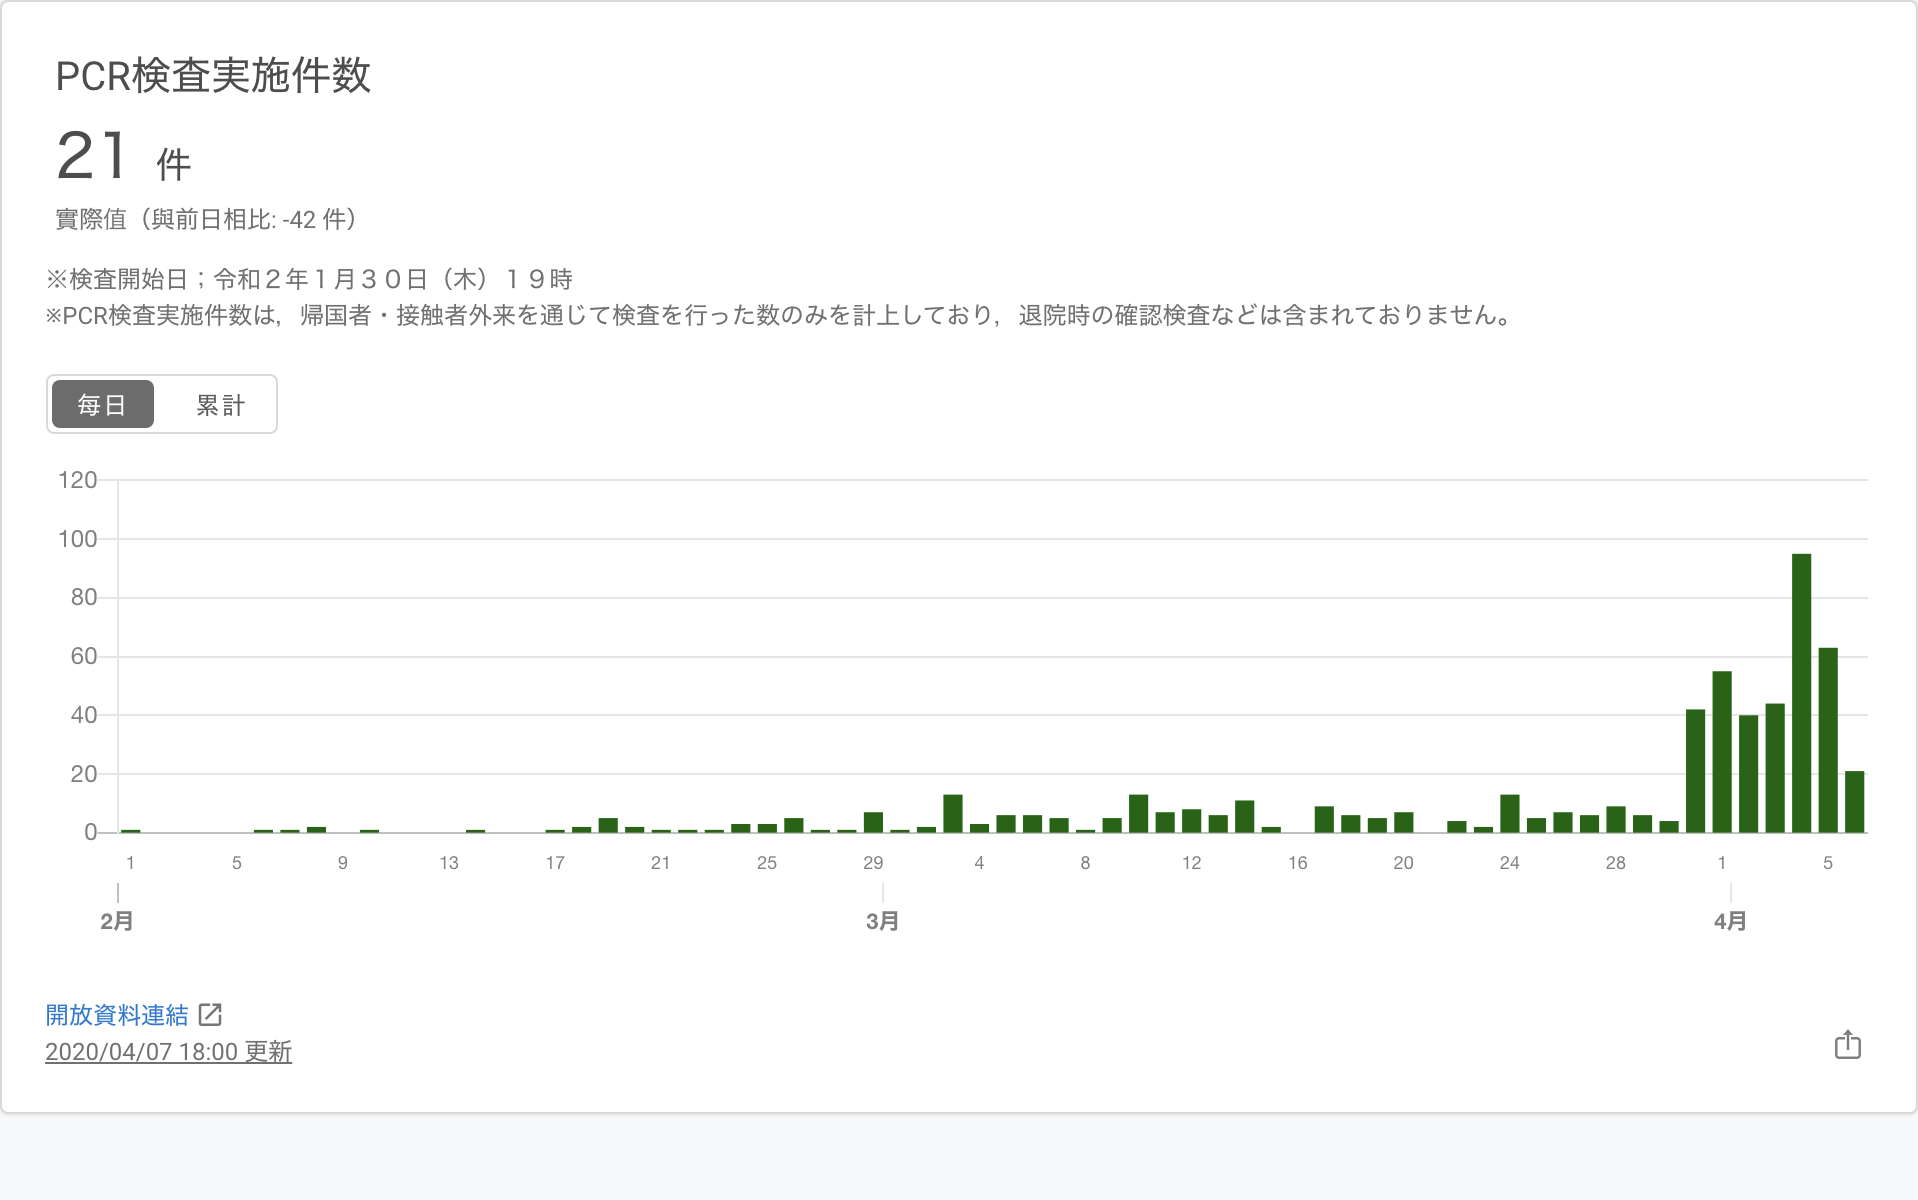 PCR検査実施件数
21 件
實際値（與前日相比: -42 件）
※検査開始日；令和２年１月３０日（木）１９時
※PCR検査実施件数は，帰国者・接触者外来を通じて検査を行った数のみを計上しており，退院時の確認検査などは含まれておりません。
每日 累計
120
100
80
60
40
20
0
1 5 9 13 17 21 25 29 4 8 12 16 20 24 28 1 5
2月 3月 4月
開放資料連結
2020/04/07 18:00 更新